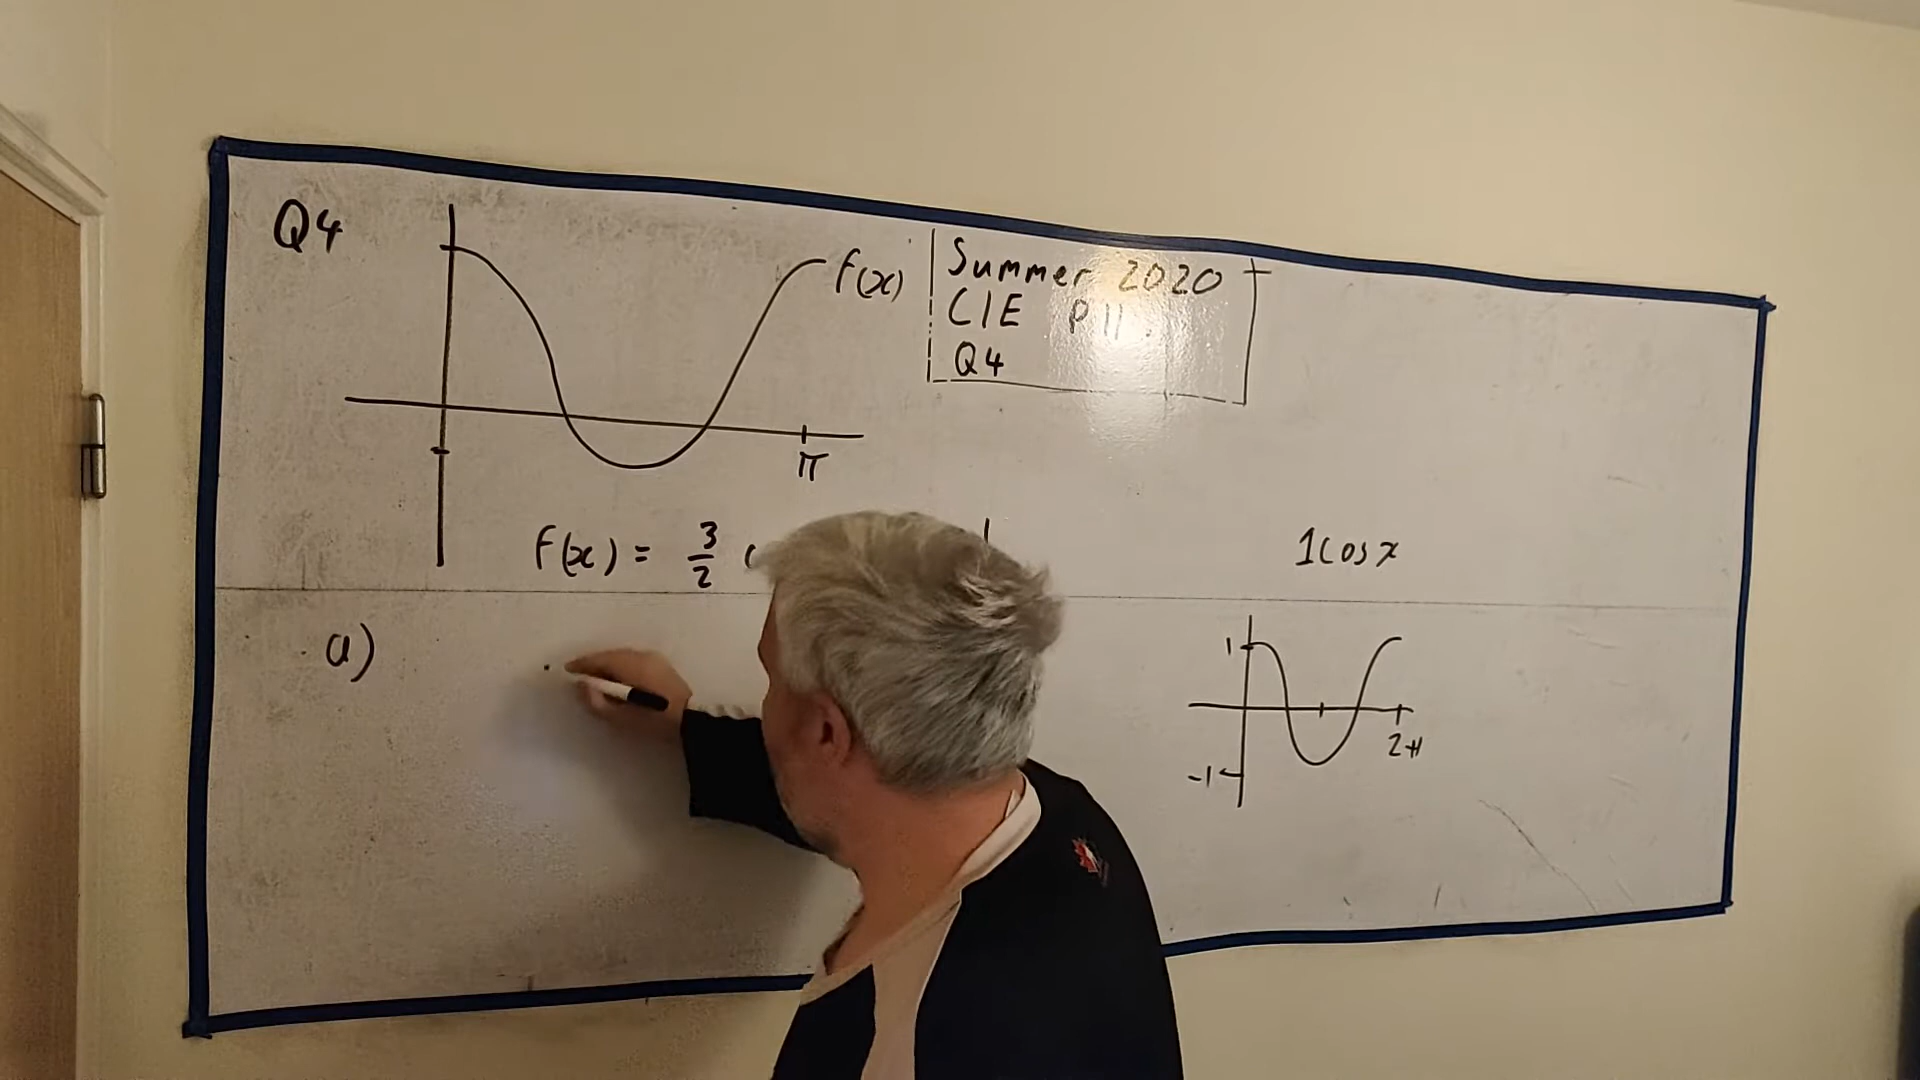 Q4
f(x)
Summer 2020
CIE P11.
Q4
π
f(x) = 3/2
1cos x
a)
1
2π
-1